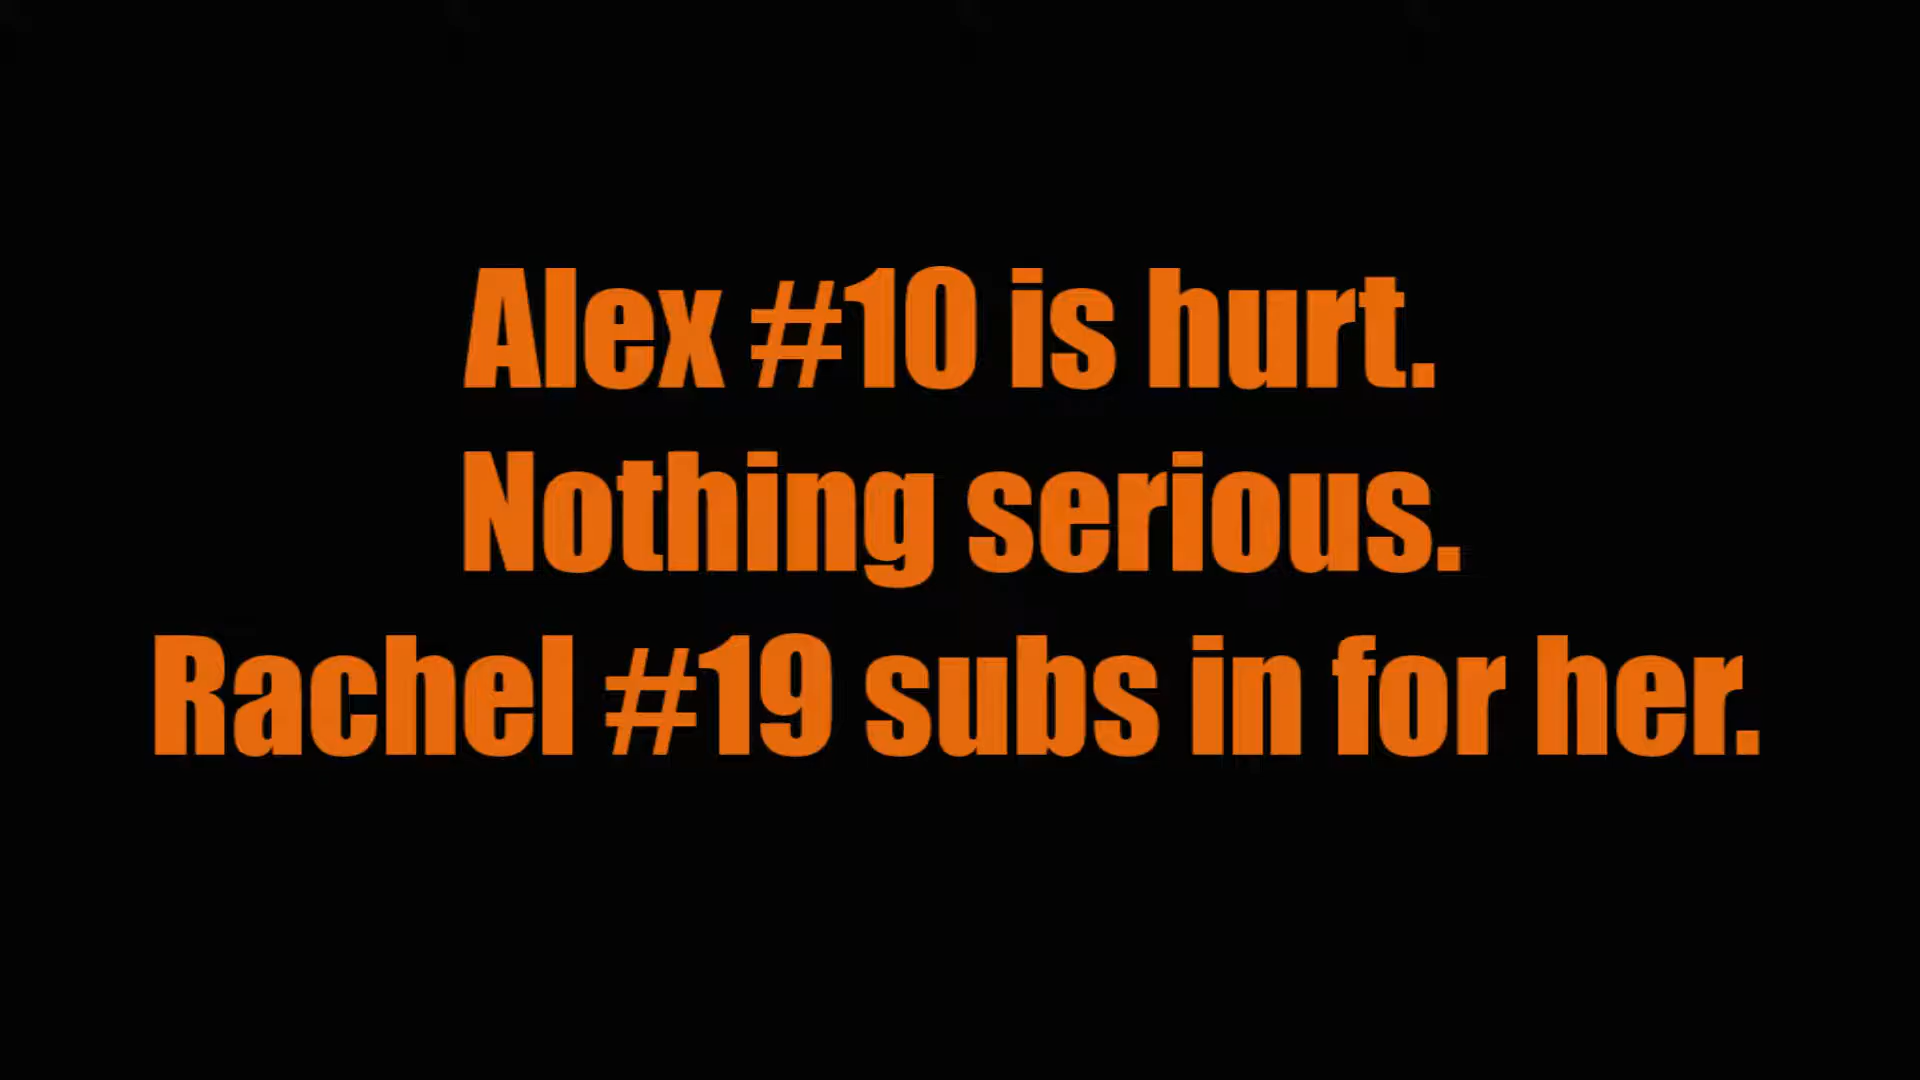 Alex #10 is hurt.
Nothing serious.
Rachel #19 subs in for her.